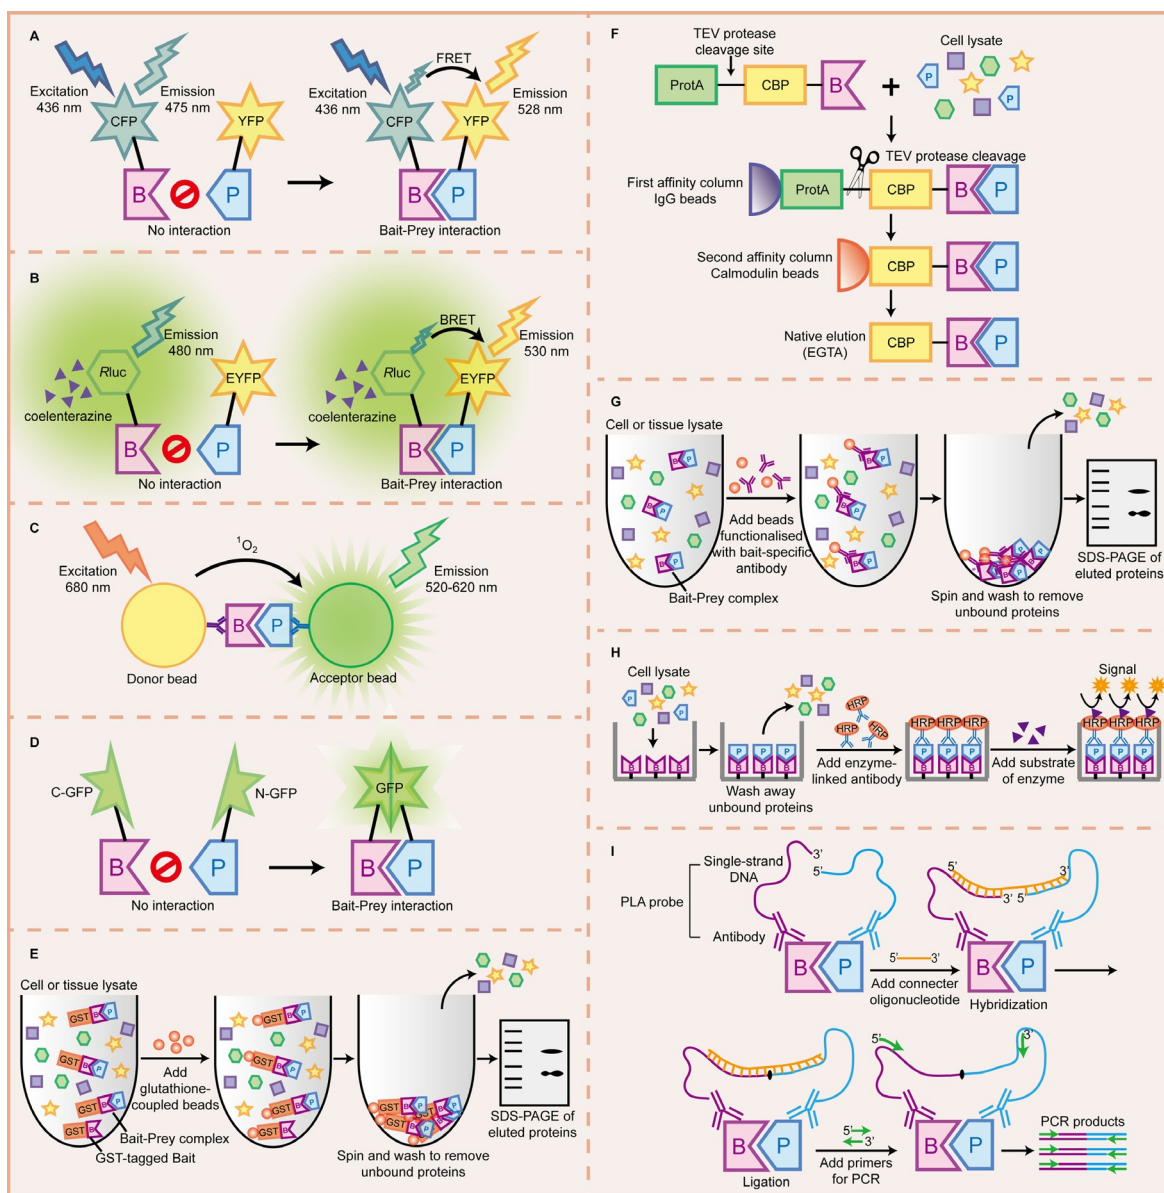 A
Excitation
436 nm
Emission
475 nm
CFP
YFP
B
P
No interaction
FRET
Excitation
436 nm
Emission
528 nm
CFP
YFP
B
P
Bait-Prey interaction
B
Emission
480 nm
Rluc
EYFP
coelenterazine
B
P
No interaction
BRET
Emission
530 nm
Rluc
EYFP
coelenterazine
B
P
Bait-Prey interaction
C
Excitation
680 nm
¹O₂
Emission
520-620 nm
B
P
Donor bead
Acceptor bead
D
C-GFP
N-GFP
B
P
No interaction
GFP
B
P
Bait-Prey interaction
E
Cell or tissue lysate
GST B P
GST B P
GST B P
GST B
Bait-Prey complex
GST-tagged Bait
Add
glutathione-
coupled beads
GST B P
GST B P
GST B P
GST B
Spin and wash to remove
unbound proteins
SDS-PAGE of
eluted proteins
F
TEV protease
cleavage site
Cell lysate
ProtA
CBP
B
+
P
P
TEV protease cleavage
First affinity column
IgG beads
ProtA
CBP
B
P
Second affinity column
Calmodulin beads
CBP
B
P
Native elution
(EGTA)
CBP
B
P
G
Cell or tissue lysate
B P
B P
B P
Bait-Prey complex
Add beads
functionalised
with bait-specific
antibody
B P
B P
B P
Spin and wash to remove
unbound proteins
SDS-PAGE of
eluted proteins
H
Cell lysate
P
P
B B B
P P P
B B B
Wash away
unbound proteins
HRP
HRP
HRP
Add enzyme-
linked antibody
HRP HRP HRP
P P P
B B B
Add substrate
of enzyme
Signal
HRP HRP HRP
P P P
B B B
I
Single-strand
DNA
PLA probe
Antibody
3'
5'
B
P
5' 3'
Add connecter
oligonucleotide
5'
3'
3' 5'
B
P
Hybridization
B
P
Ligation
5'
3'
Add primers
for PCR
5'
3'
B
P
PCR products